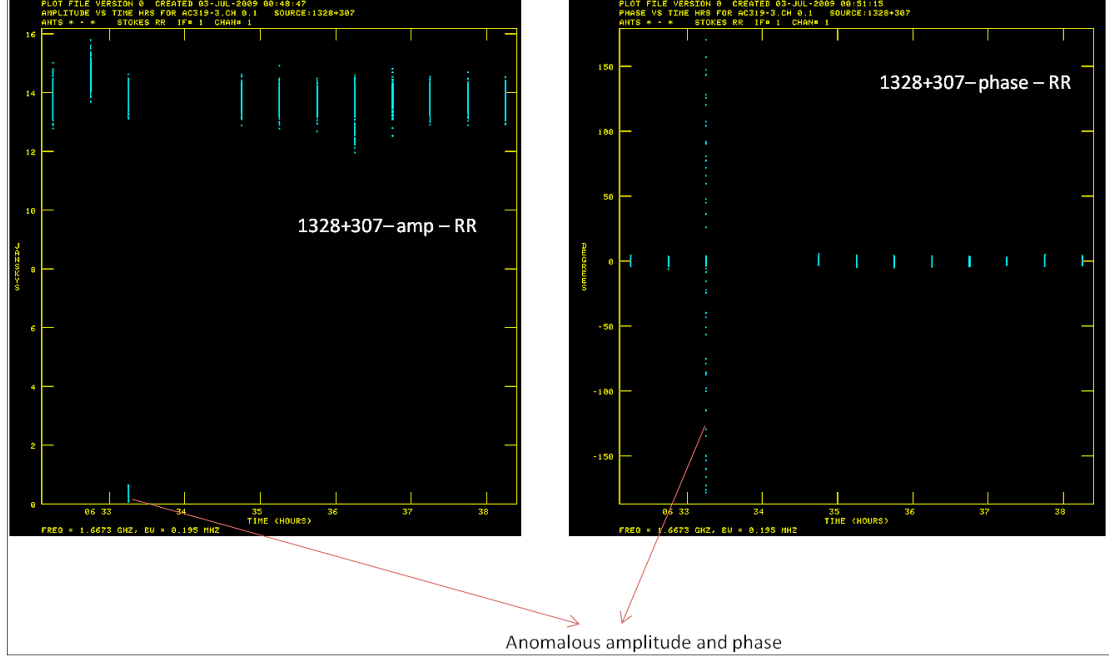 PLOT FILE VERSION 0 CREATED 03-JUL-2009 00:48:47
AMPLITUDE VS TIME HRS FOR AC319-3.CH 0.1 SOURCE:1328+307
ANTS * - * STOKES RR IF# 1 CHAN# 1
16
14
12
10
8
6
4
2
0
JANSKYS
1328+307–amp – RR
06 33
34
35
36
37
38
TIME (HOURS)
FREQ = 1.6673 GHZ, BW = 0.195 MHZ
PLOT FILE VERSION 0 CREATED 03-JUL-2009 00:51:15
PHASE VS TIME HRS FOR AC319-3.CH 0.1 SOURCE:1328+307
ANTS * - * STOKES RR IF# 1 CHAN# 1
150
100
50
0
-50
-100
-150
DEGREES
1328+307–phase – RR
06 33
34
35
36
37
38
TIME (HOURS)
FREQ = 1.6673 GHZ, BW = 0.195 MHZ
Anomalous amplitude and phase